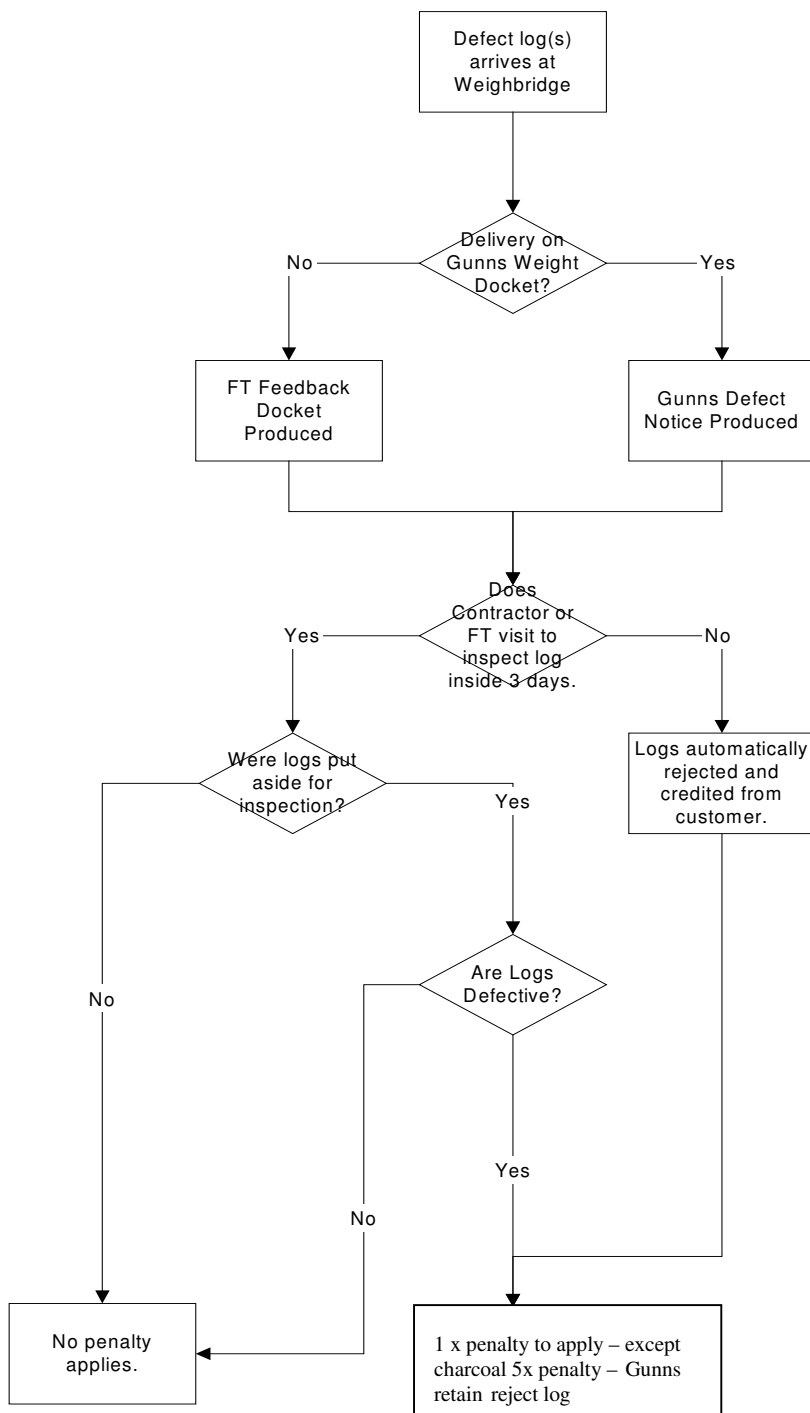 Defect log(s)
arrives at
Weighbridge
Delivery on
Gunns Weight
Docket?
No
Yes
FT Feedback
Docket
Produced
Gunns Defect
Notice Produced
Does
Contractor or
FT visit to
inspect log
inside 3 days.
Yes
No
Were logs put
aside for
inspection?
Logs automatically
rejected and
credited from
customer.
Yes
Are Logs
Defective?
No
Yes
No
No penalty
applies.
1 x penalty to apply – except
charcoal 5x penalty – Gunns
retain reject log